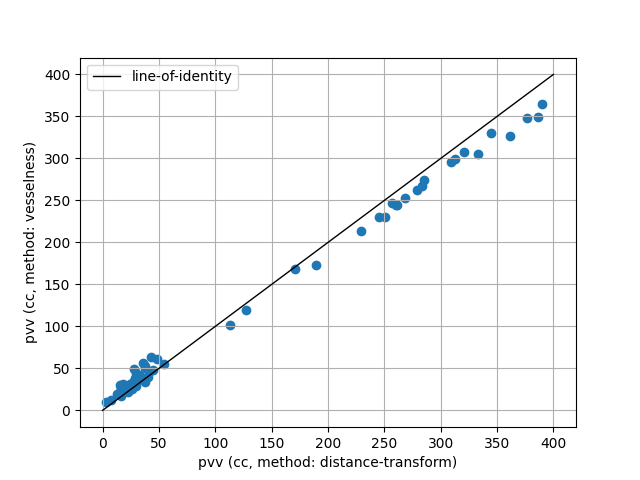 line-of-identity
400
350
300
250
200
150
100
50
0
pvv (cc, method: vesselness)
0 50 100 150 200 250 300 350 400
pvv (cc, method: distance-transform)